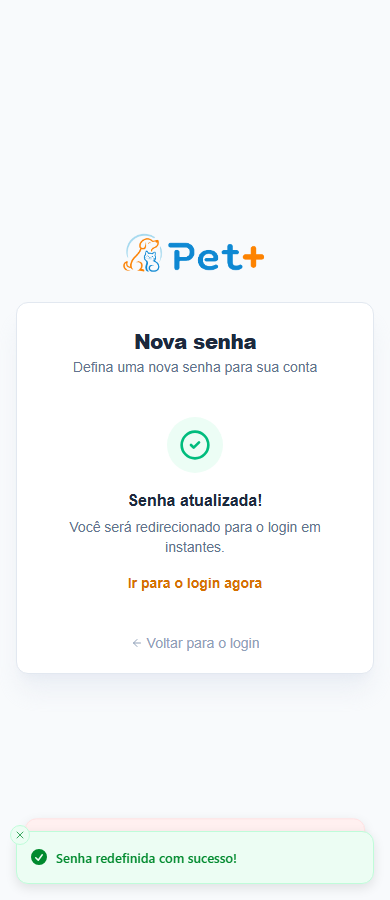 Pet+
Nova senha
Defina uma nova senha para sua conta
Senha atualizada!
Você será redirecionado para o login em
instantes.
Ir para o login agora
← Voltar para o login
Senha redefinida com sucesso!